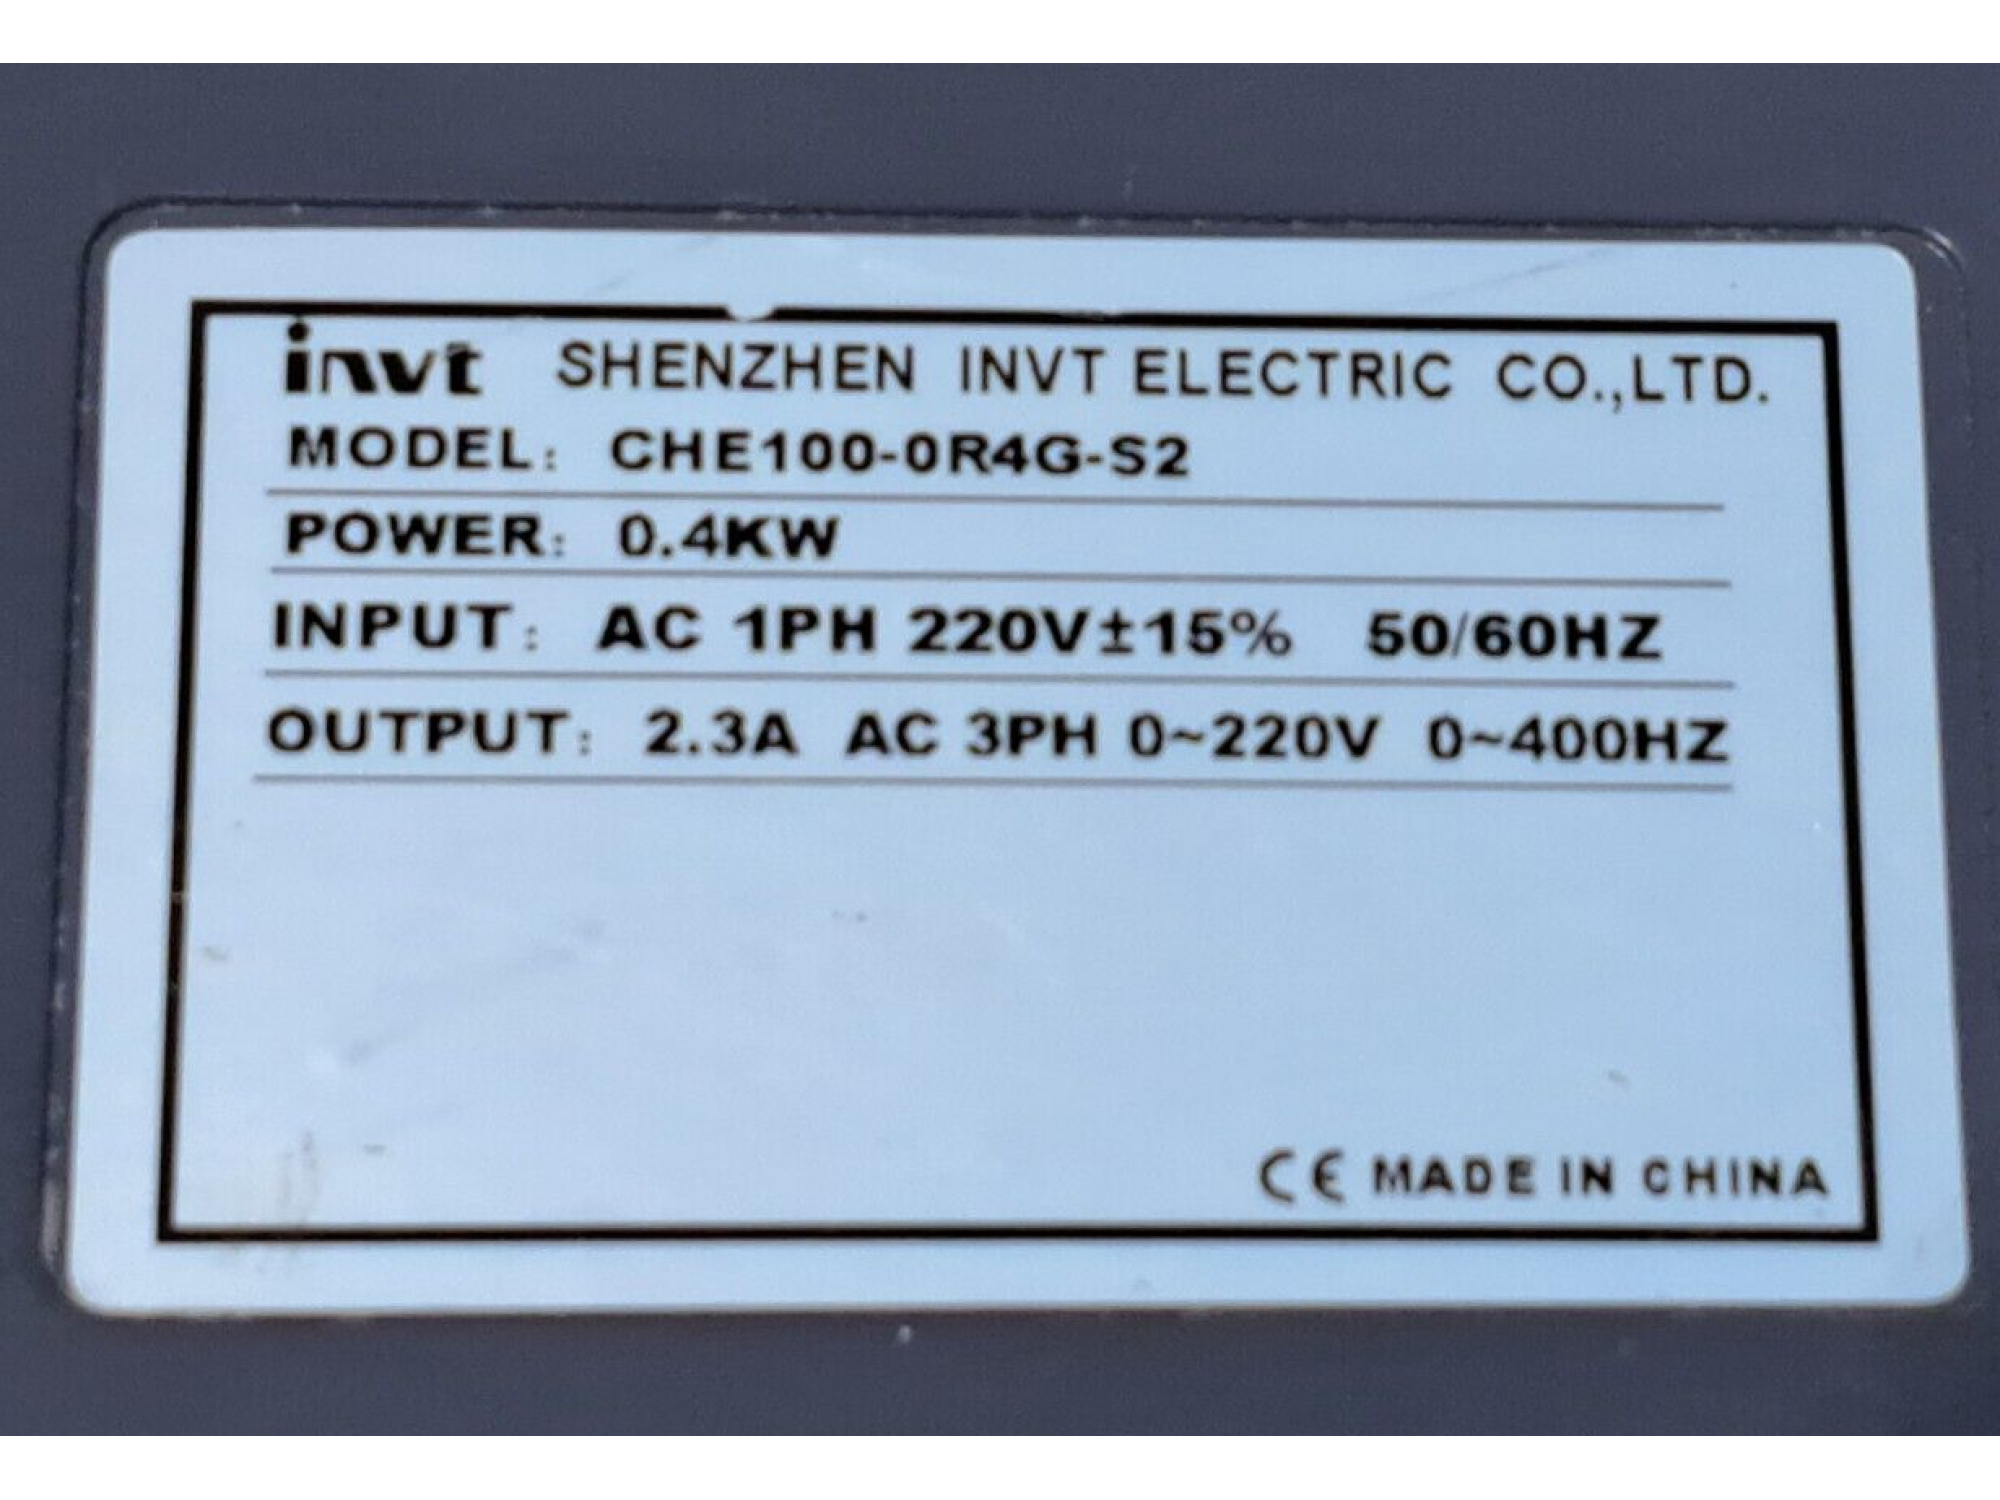 invt SHENZHEN INVT ELECTRIC CO.,LTD.
MODEL: CHE100-0R4G-S2
POWER: 0.4KW
INPUT: AC 1PH 220V±15% 50/60HZ
OUTPUT: 2.3A AC 3PH 0~220V 0~400HZ
CE MADE IN CHINA